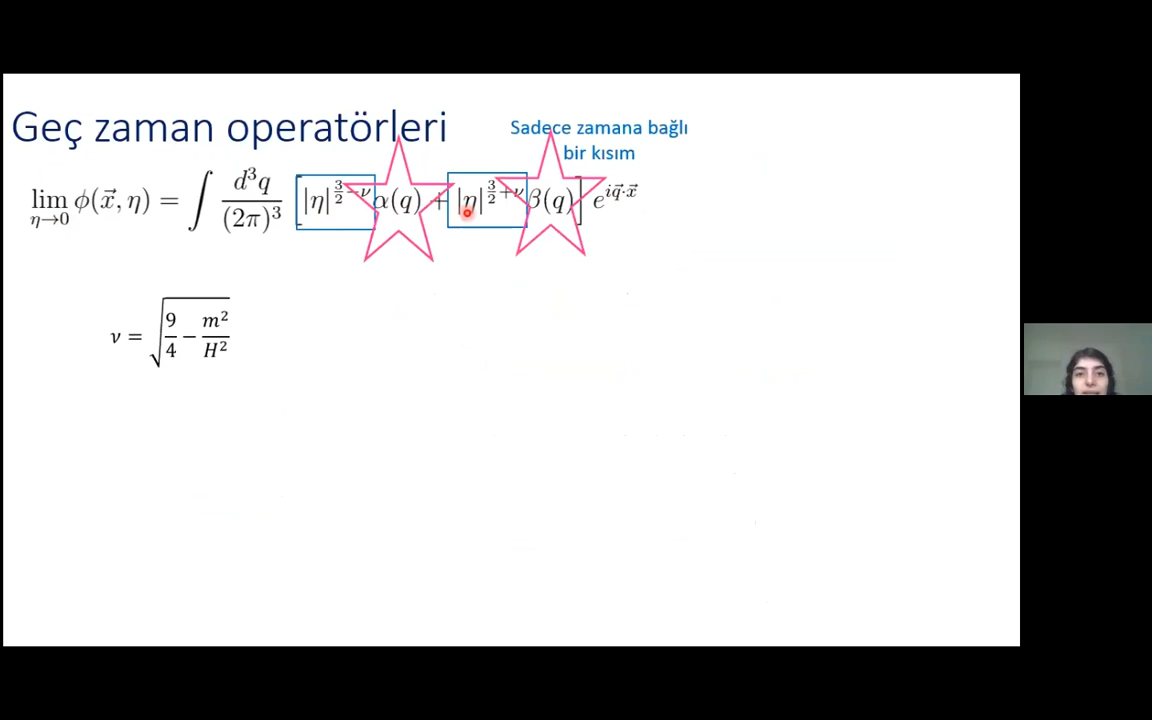 Geç zaman operatörleri
Sadece zamana bağlı
bir kısım
lim_{η→0} ϕ(x⃗, η) = ∫ d³q/(2π)³ [|η|^{3/2−ν} α(q) + |η|^{3/2+ν} β(q)] e^{iq⃗·x⃗}
ν = √(9/4 − m²/H²)